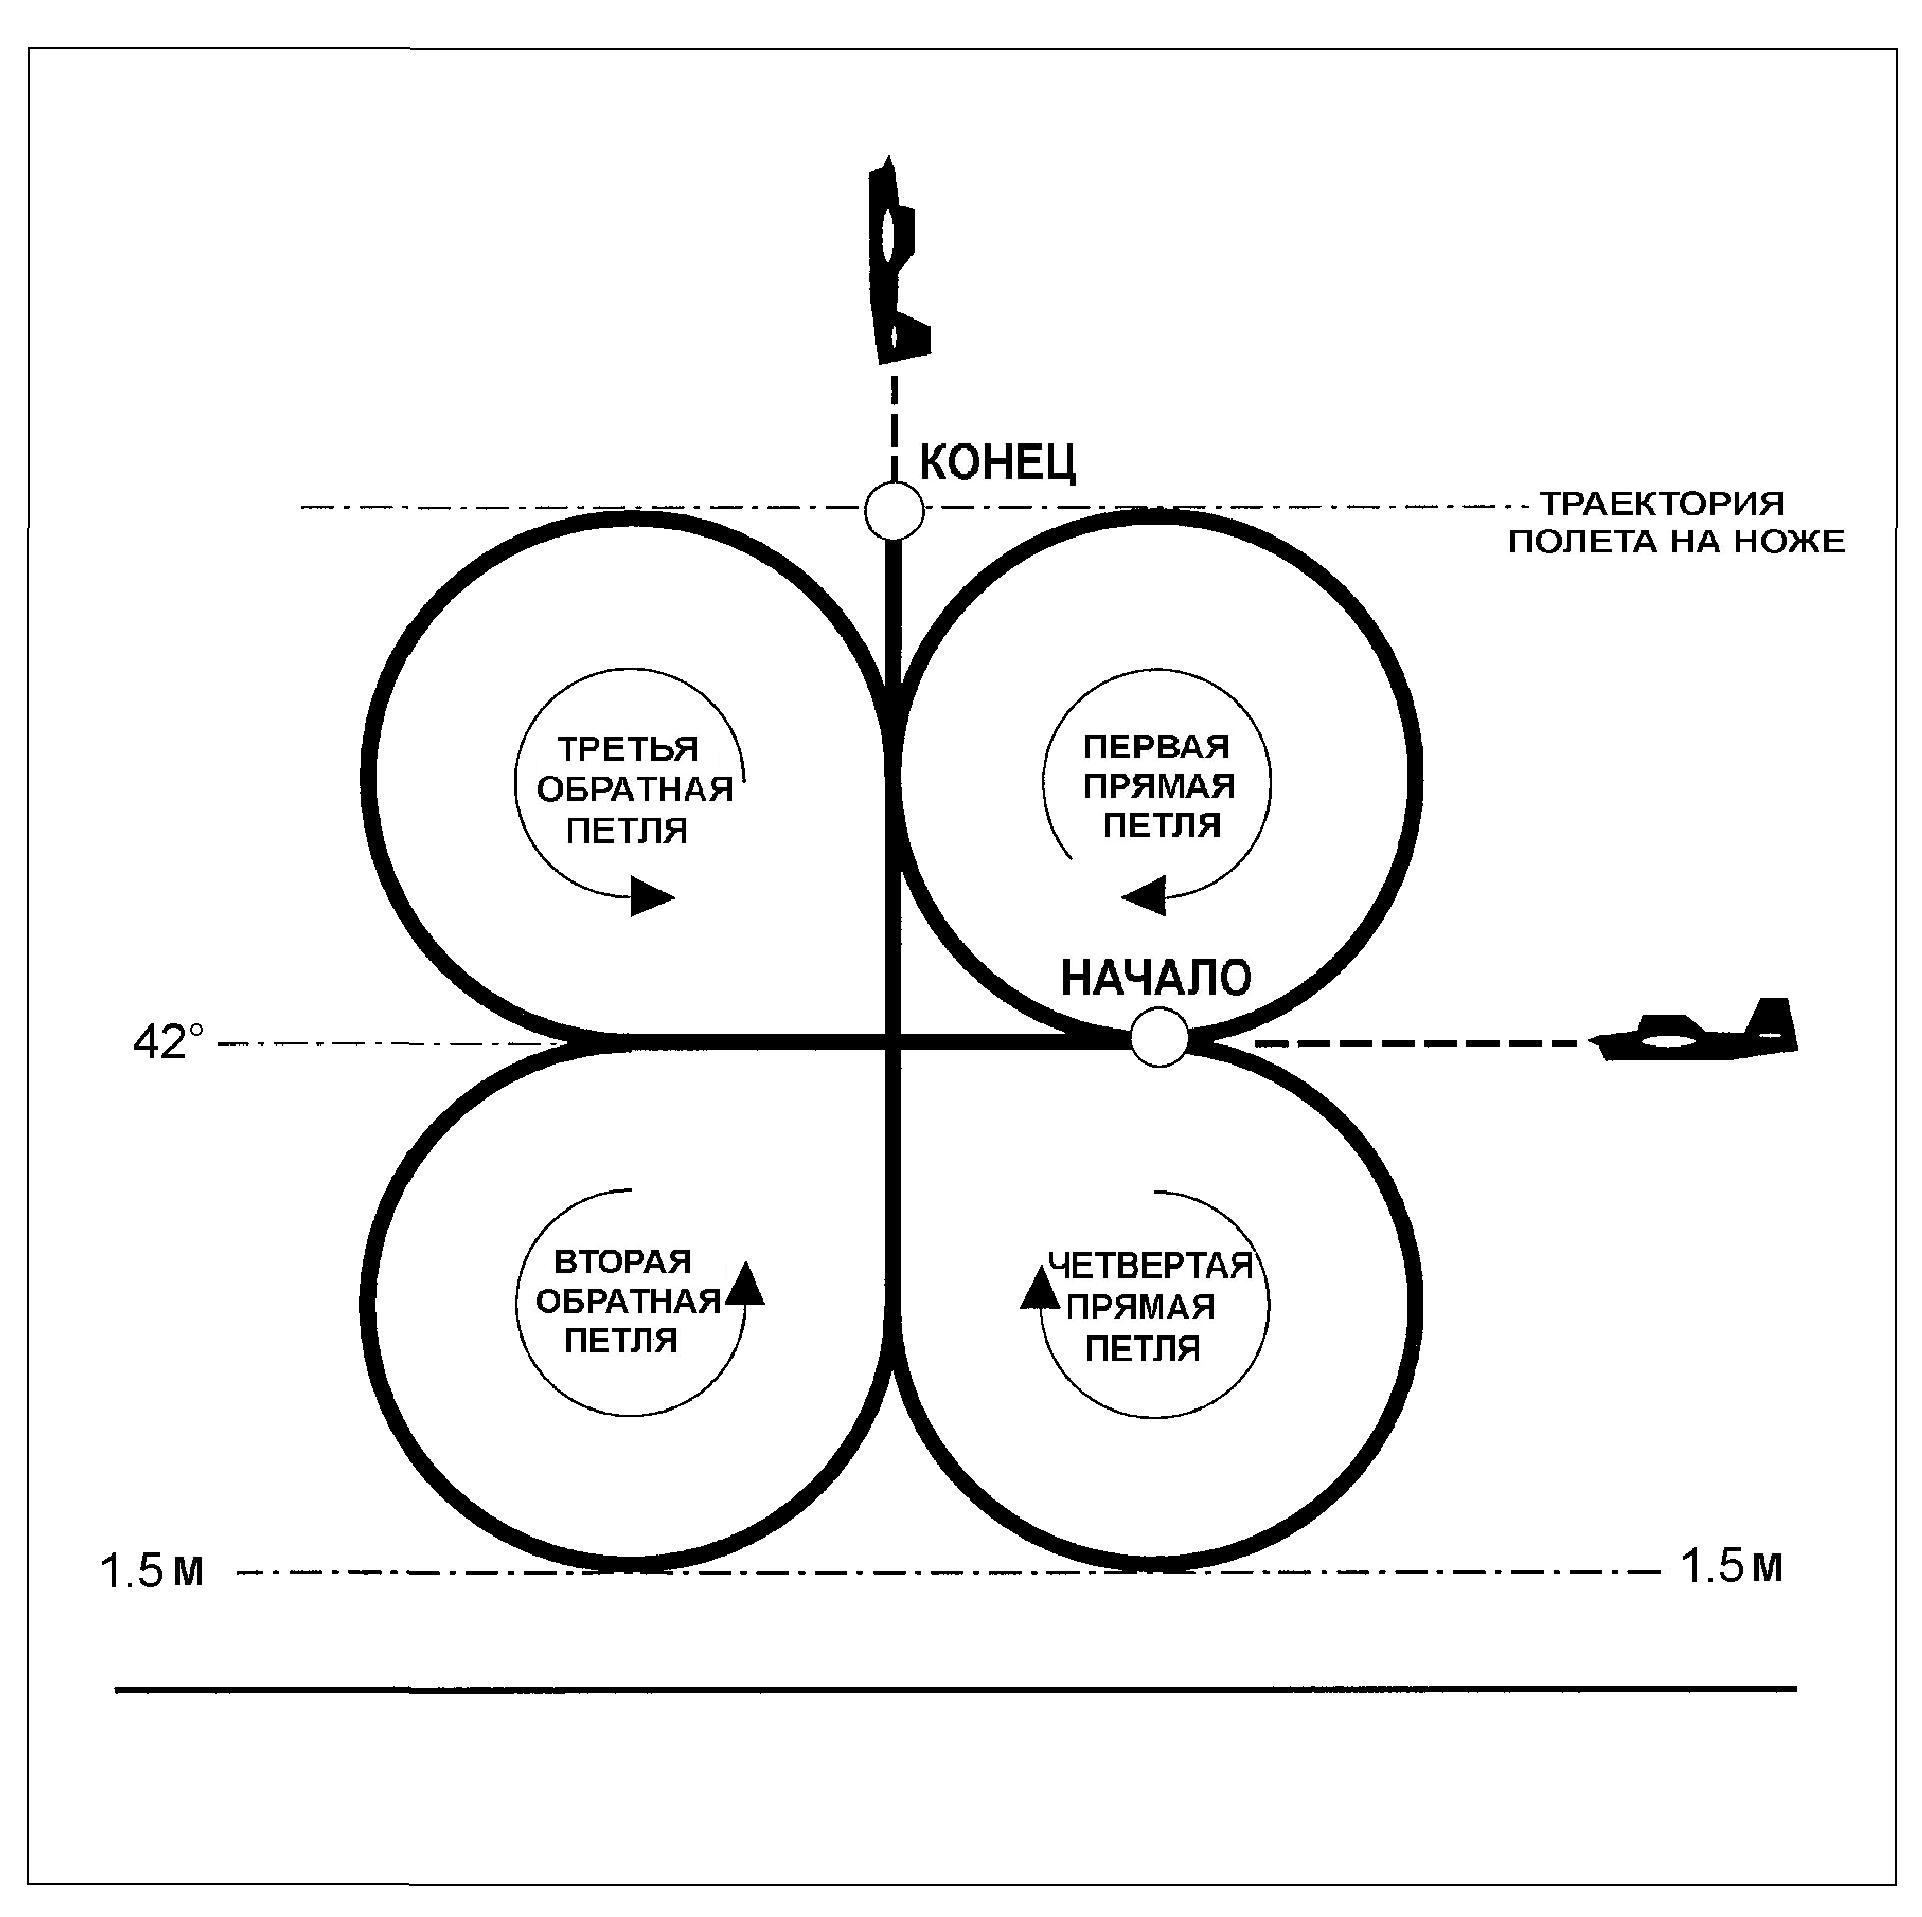 КОНЕЦ
ТРАЕКТОРИЯ
ПОЛЕТА НА НОЖЕ
ТРЕТЬЯ
ОБРАТНАЯ
ПЕТЛЯ
ПЕРВАЯ
ПРЯМАЯ
ПЕТЛЯ
НАЧАЛО
42°
ВТОРАЯ
ОБРАТНАЯ
ПЕТЛЯ
ЧЕТВЕРТАЯ
ПРЯМАЯ
ПЕТЛЯ
1.5 М
1.5 М